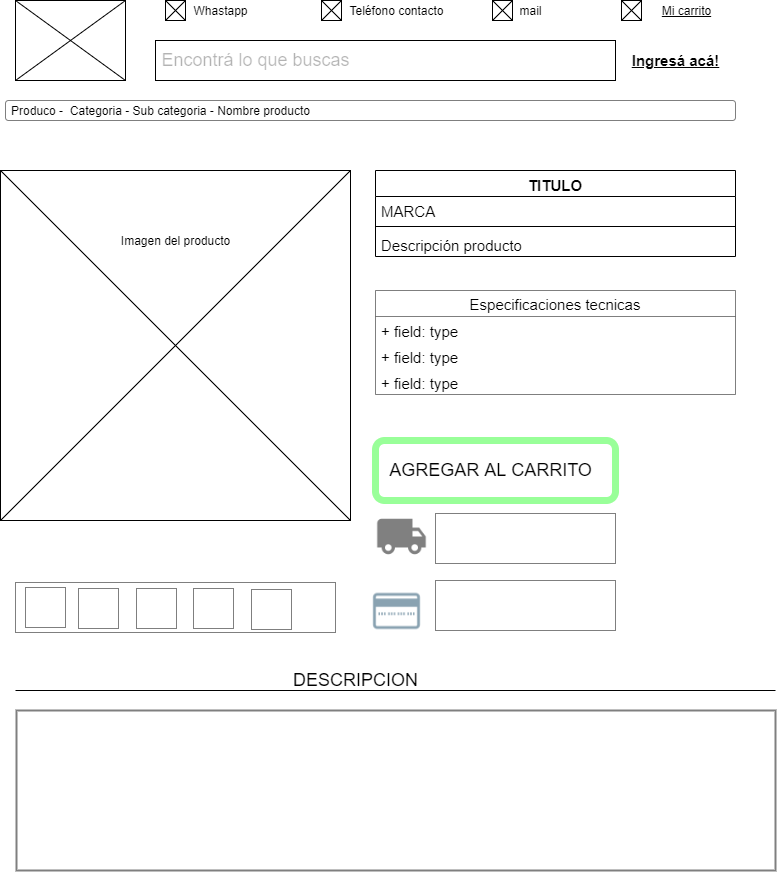 Whastapp
Teléfono contacto
mail
Mi carrito
Encontrá lo que buscas
Ingresá acá!
Produco - Categoria - Sub categoria - Nombre producto
Imagen del producto
TITULO
MARCA
Descripción producto
Especificaciones tecnicas
+ field: type
+ field: type
+ field: type
AGREGAR AL CARRITO
DESCRIPCION